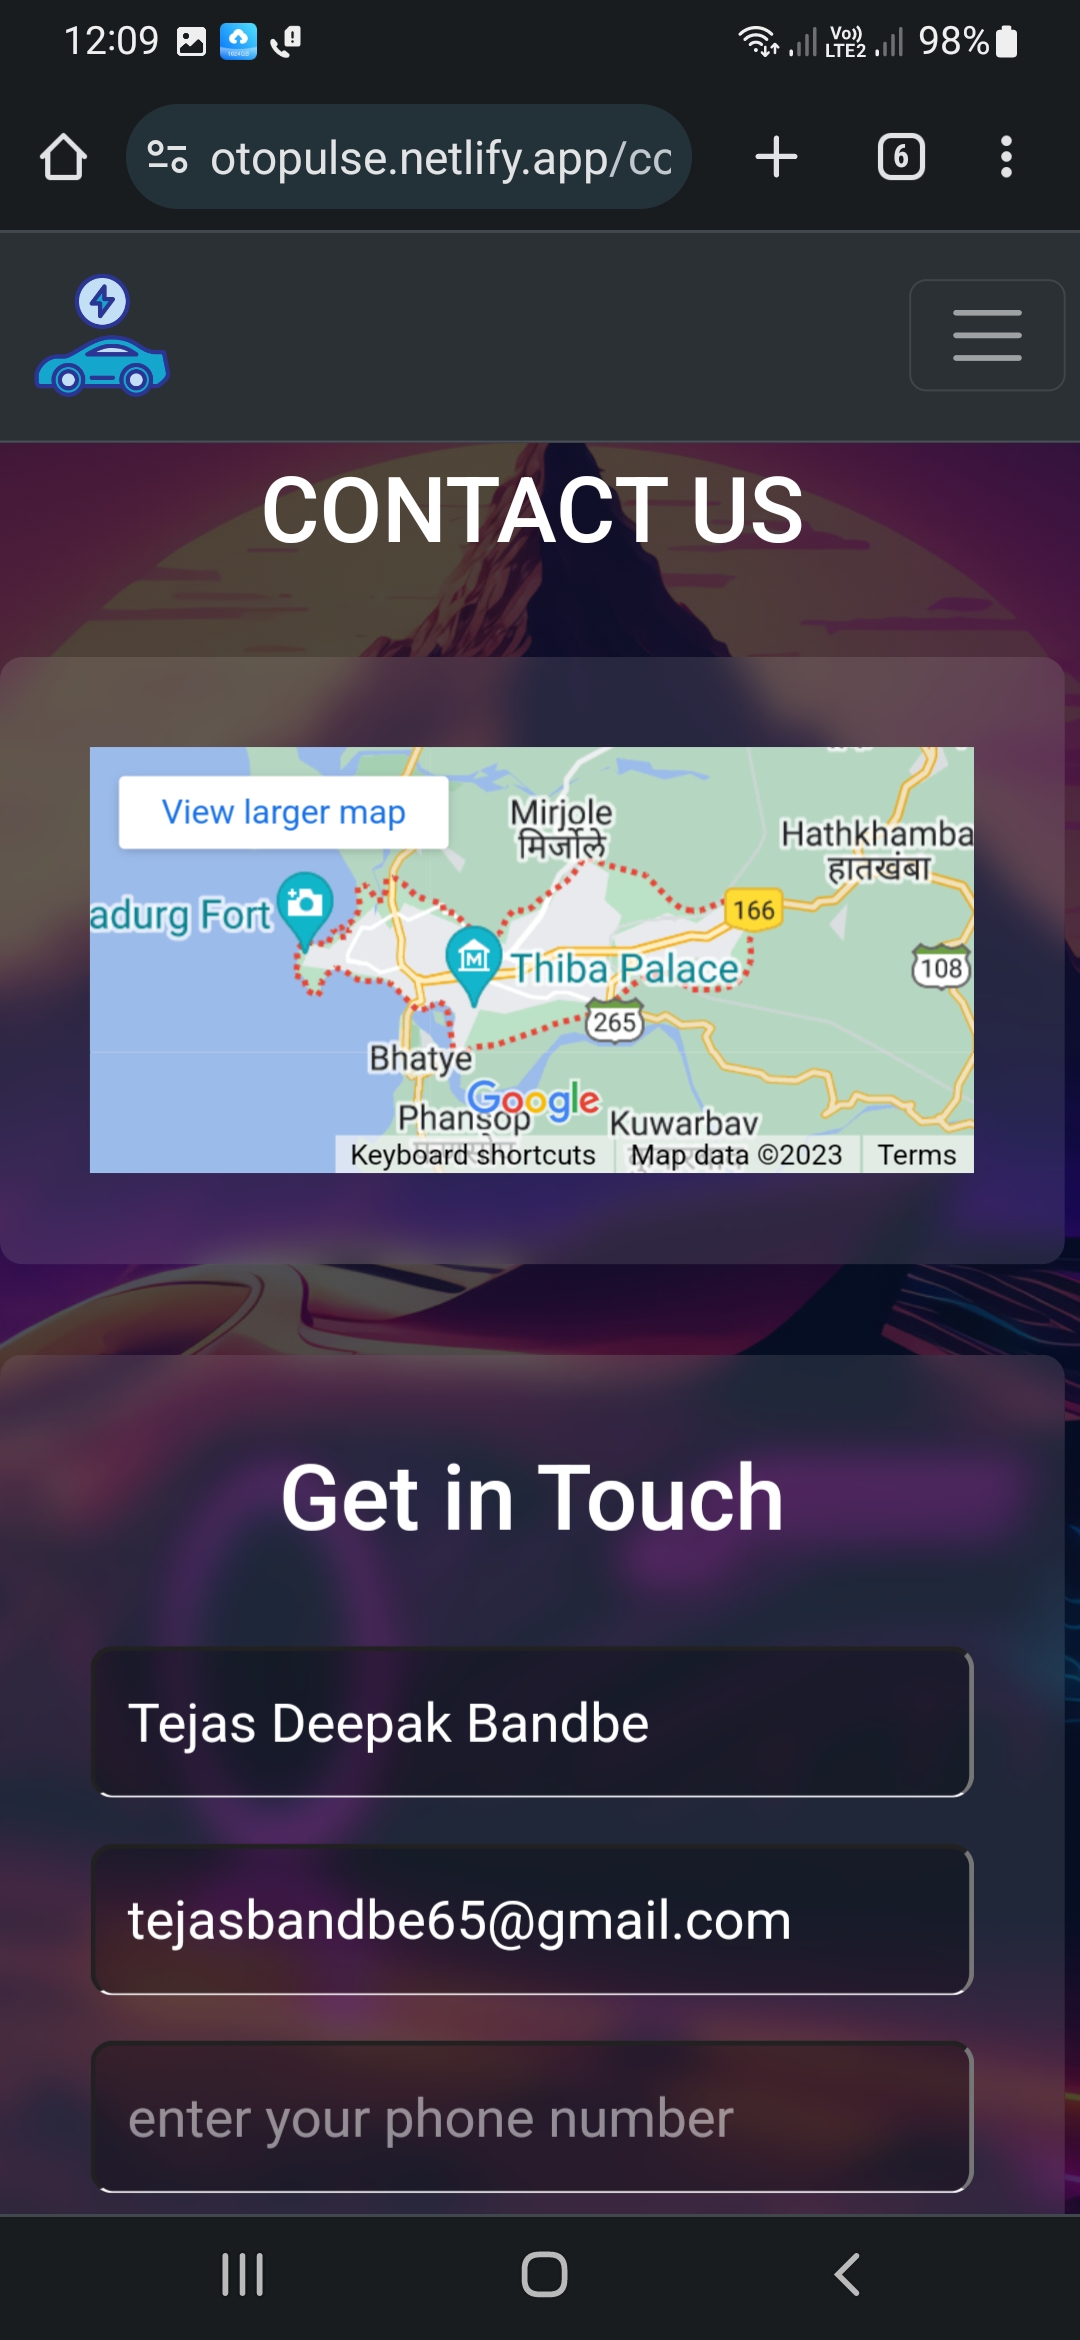 12:09
Vo))
LTE2
98%
otopulse.netlify.app/co
6
CONTACT US
View larger map
Mirjole
मिर्जोले
Hathkhamba
हातखंबा
adurg Fort
166
Thiba Palace
108
265
Bhatye
Google
Phansop
Kuwarbav
Keyboard shortcuts
Map data ©2023
Terms
Get in Touch
Tejas Deepak Bandbe
tejasbandbe65@gmail.com
enter your phone number